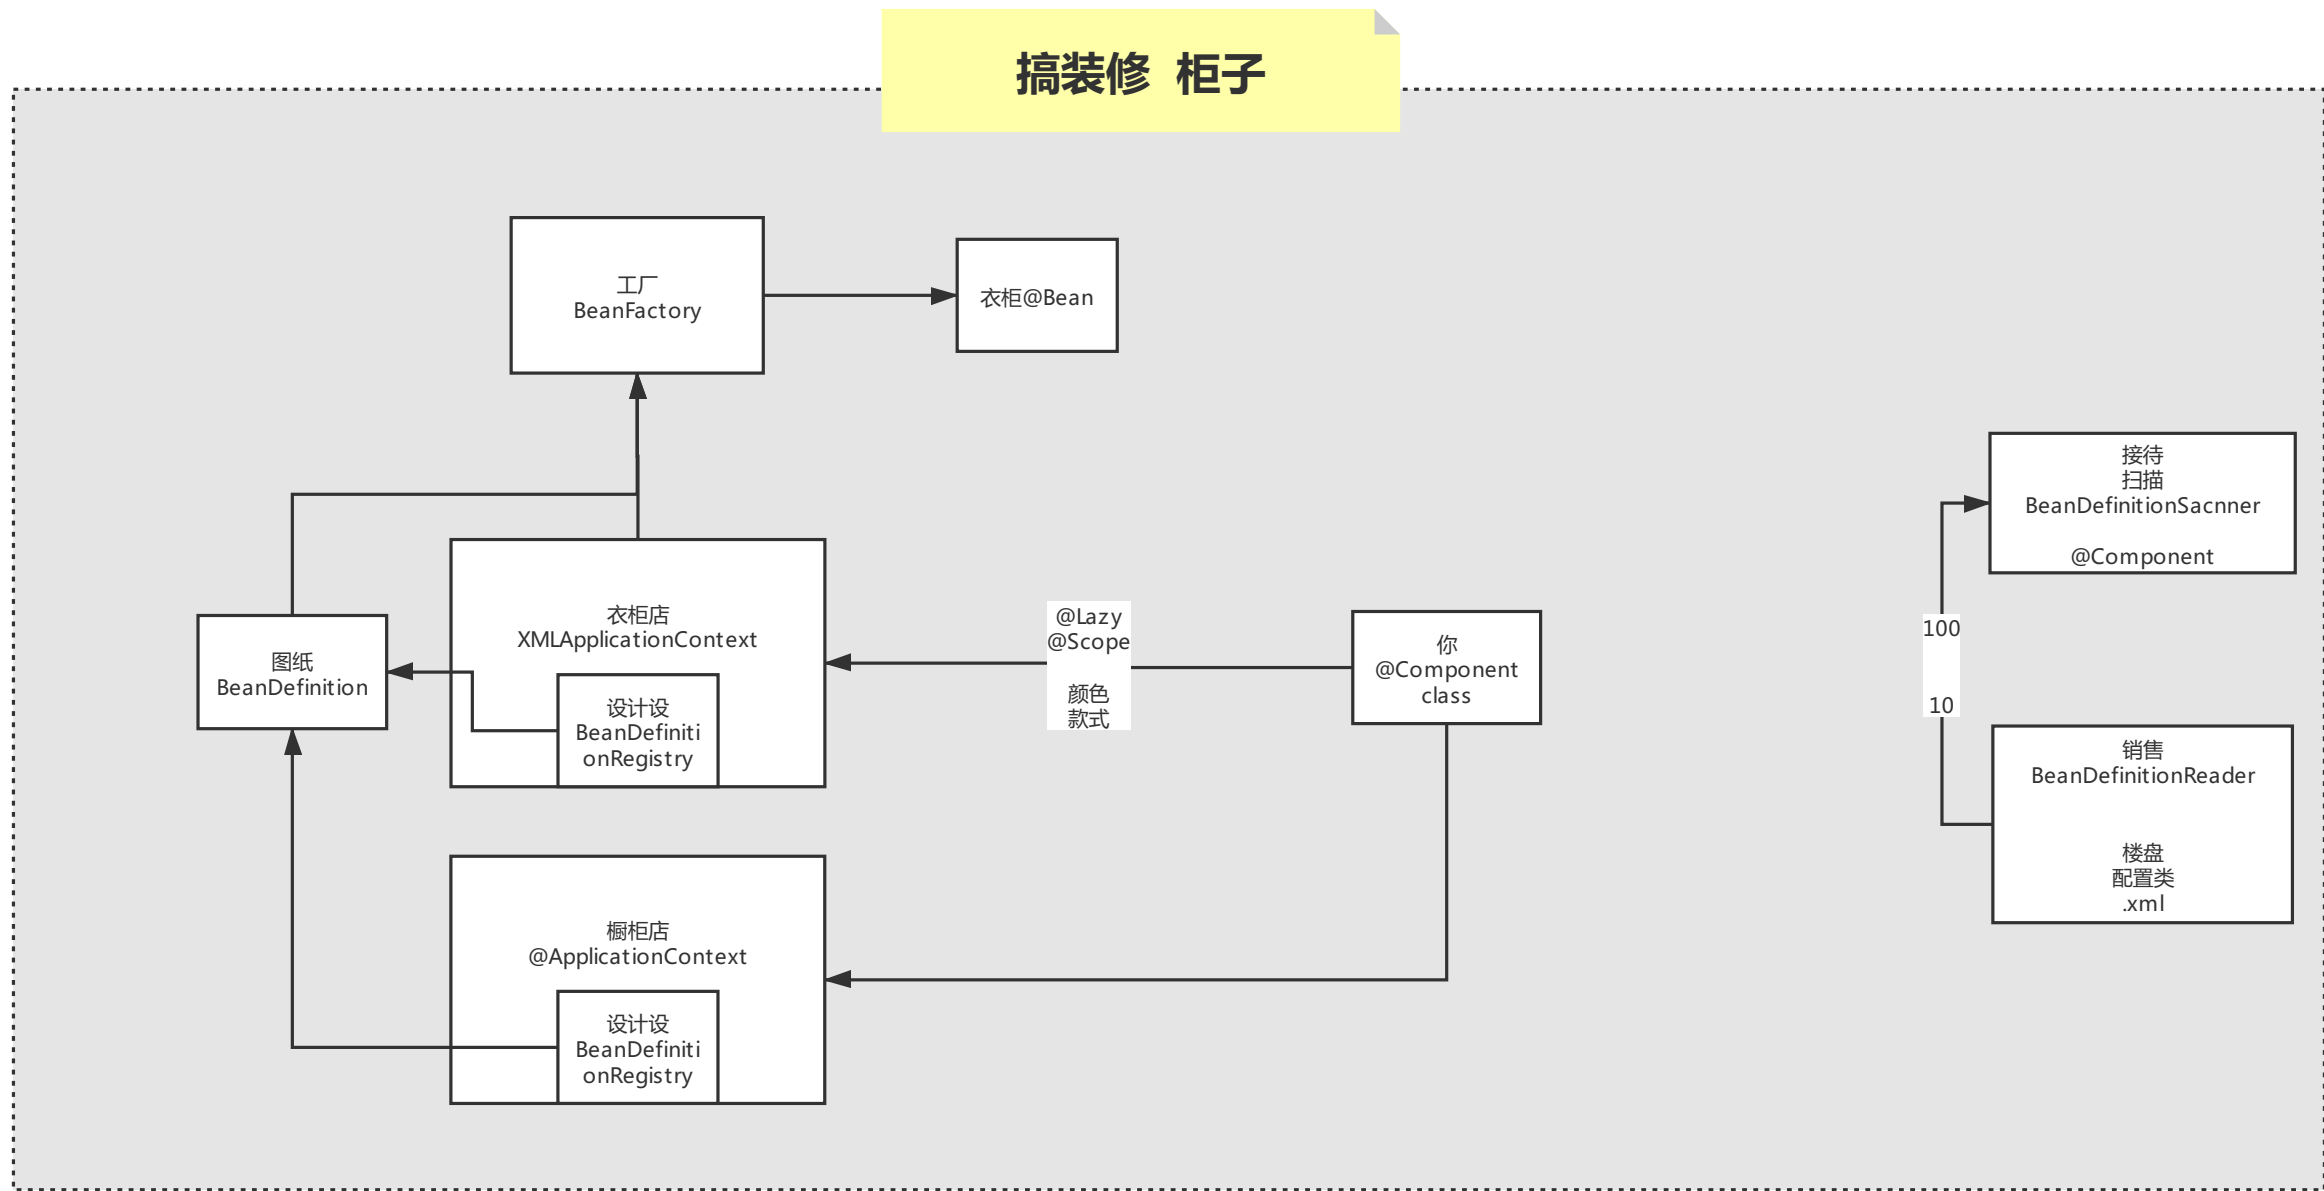 搞装修 柜子
工厂
BeanFactory
衣柜@Bean
接待
扫描
BeanDefinitionSacnner
@Component
衣柜店
XMLApplicationContext
@Lazy
@Scope
颜色
款式
你
@Component
class
100
10
图纸
BeanDefinition
设计设
BeanDefiniti
onRegistry
销售
BeanDefinitionReader
楼盘
配置类
.xml
橱柜店
@ApplicationContext
设计设
BeanDefiniti
onRegistry